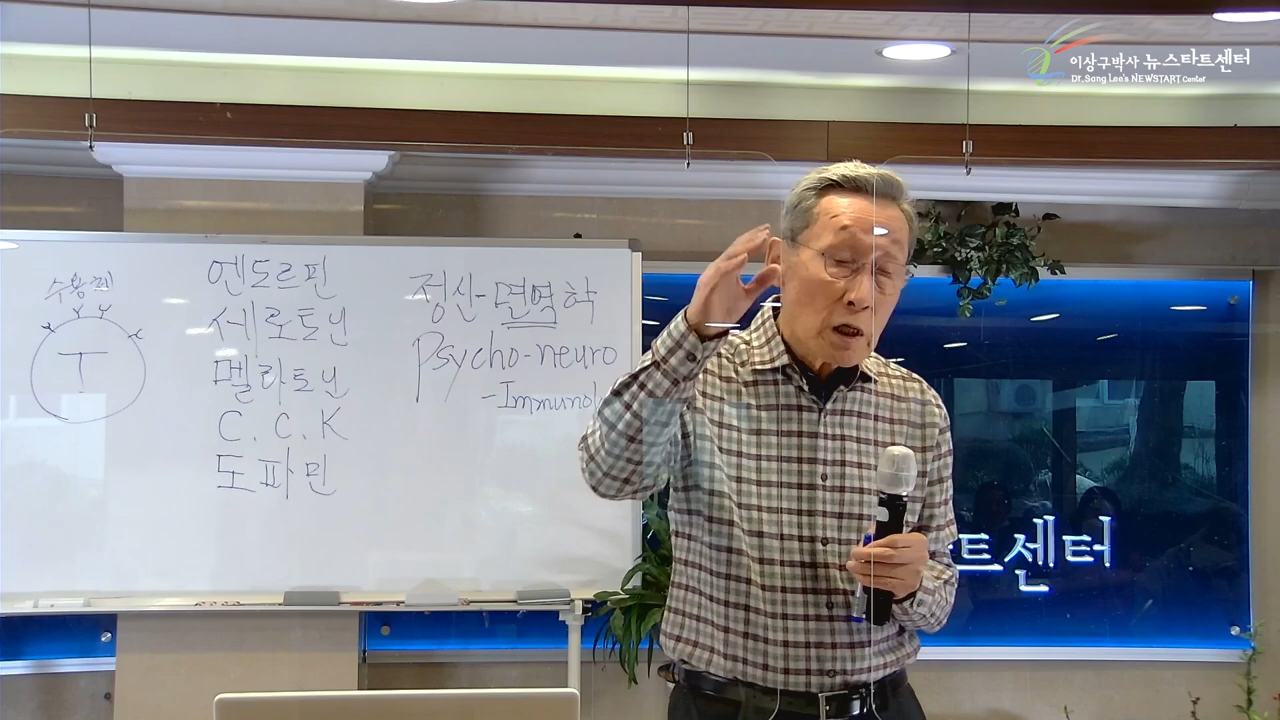 이상구박사 뉴스타트센터
Dr. Sang Lee's NEWSTART Center
수용체
T
엔도르핀
세로토닌
멜라토닌
C.C.K
도파민
정신-면역학
Psycho-neuro
-Immunol
트센터